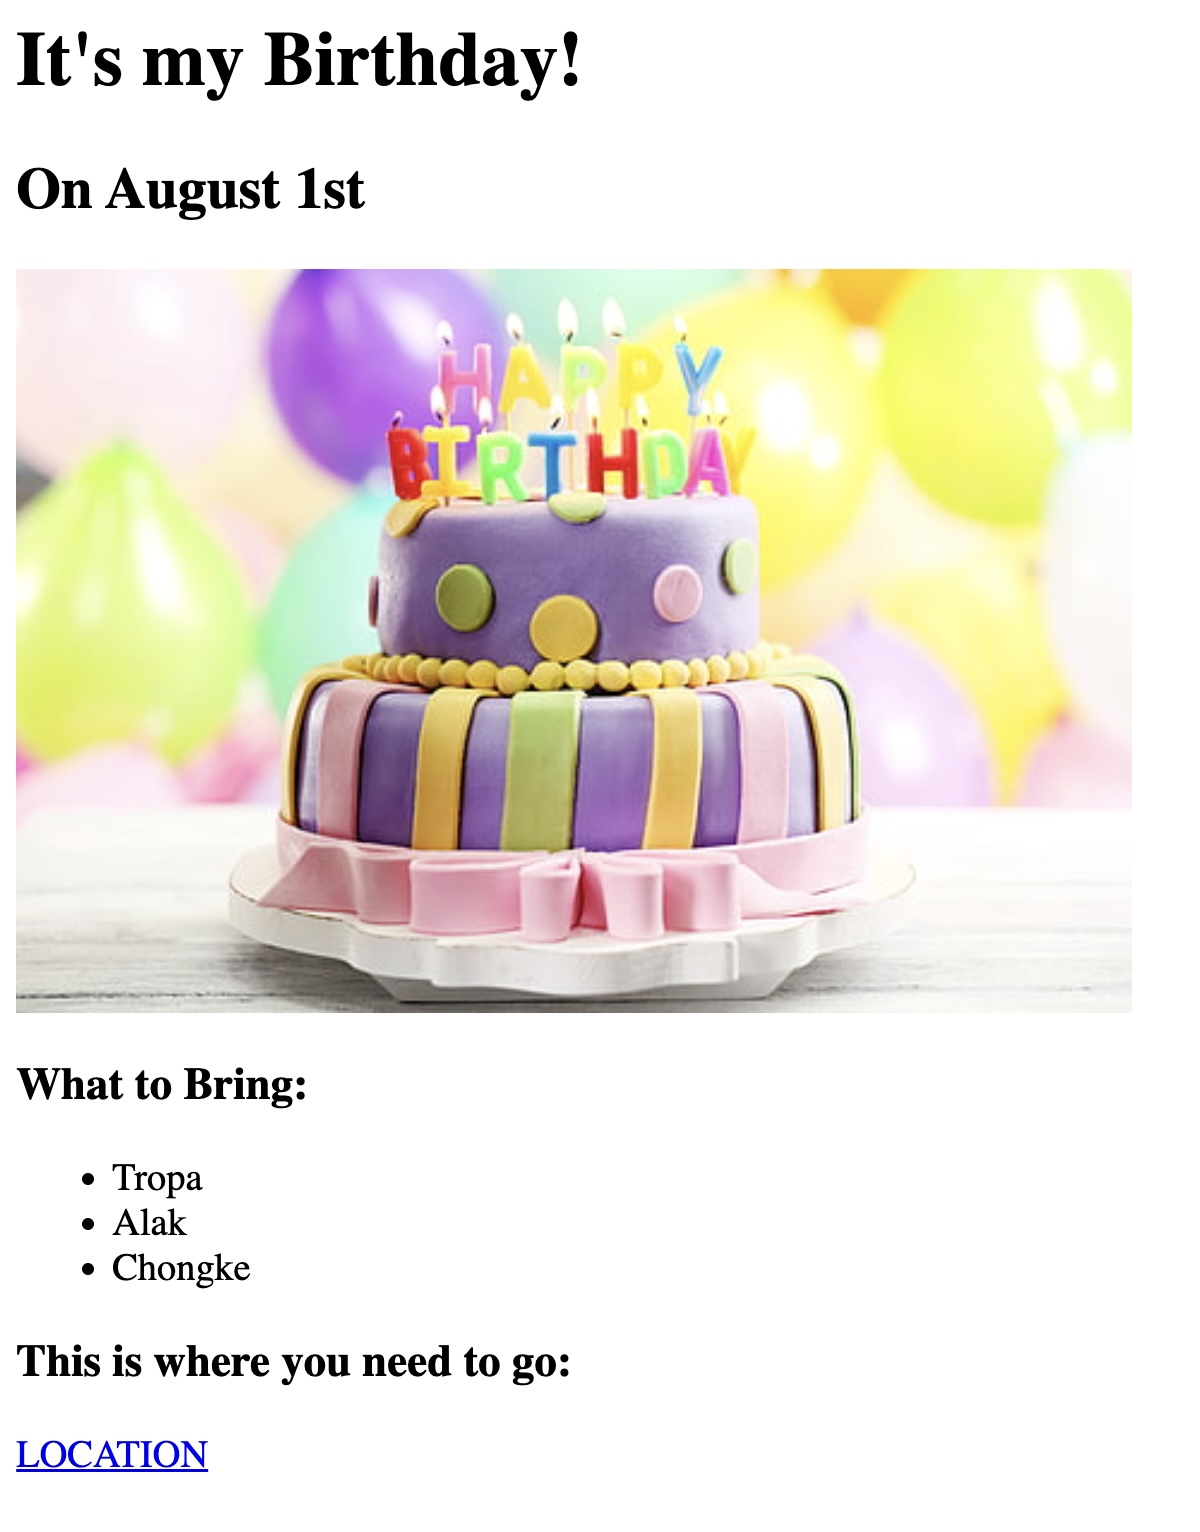 It's my Birthday!
On August 1st
HAPPY
BIRTHDAY
What to Bring:
Tropa
Alak
Chongke
This is where you need to go:
LOCATION